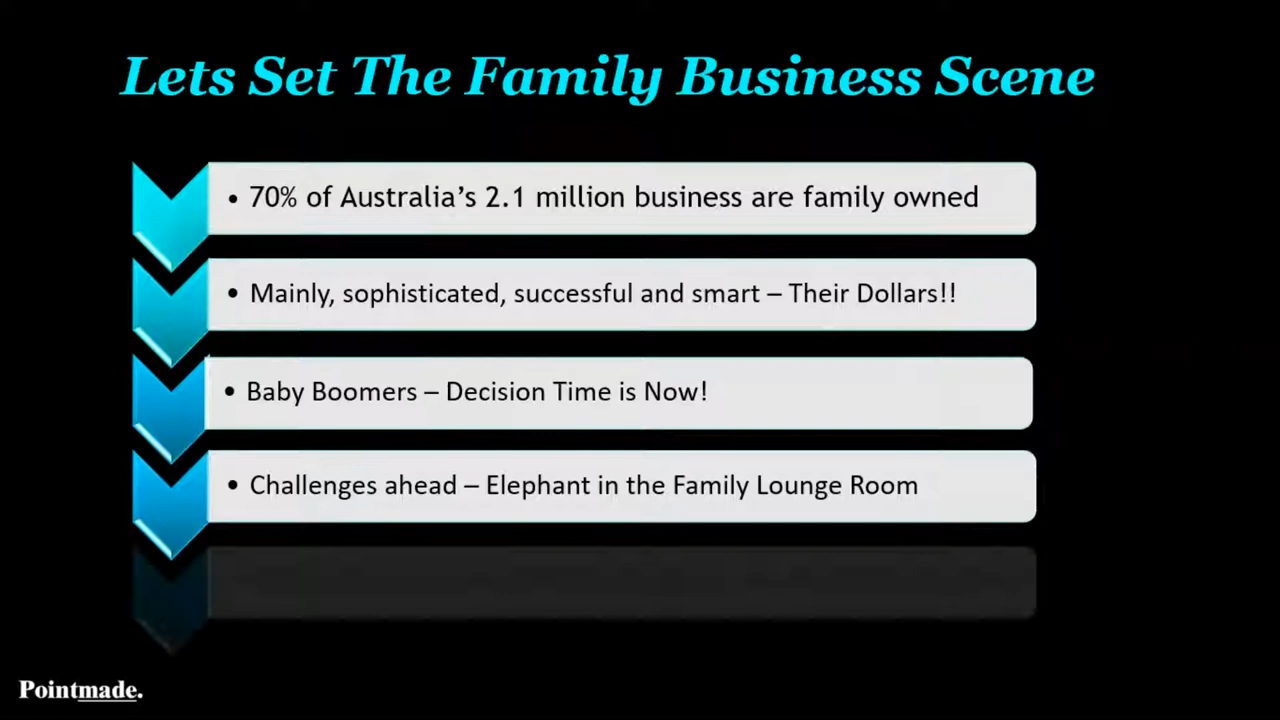 Lets Set The Family Business Scene
• 70% of Australia’s 2.1 million business are family owned
• Mainly, sophisticated, successful and smart – Their Dollars!!
• Baby Boomers – Decision Time is Now!
• Challenges ahead – Elephant in the Family Lounge Room
Pointmade.